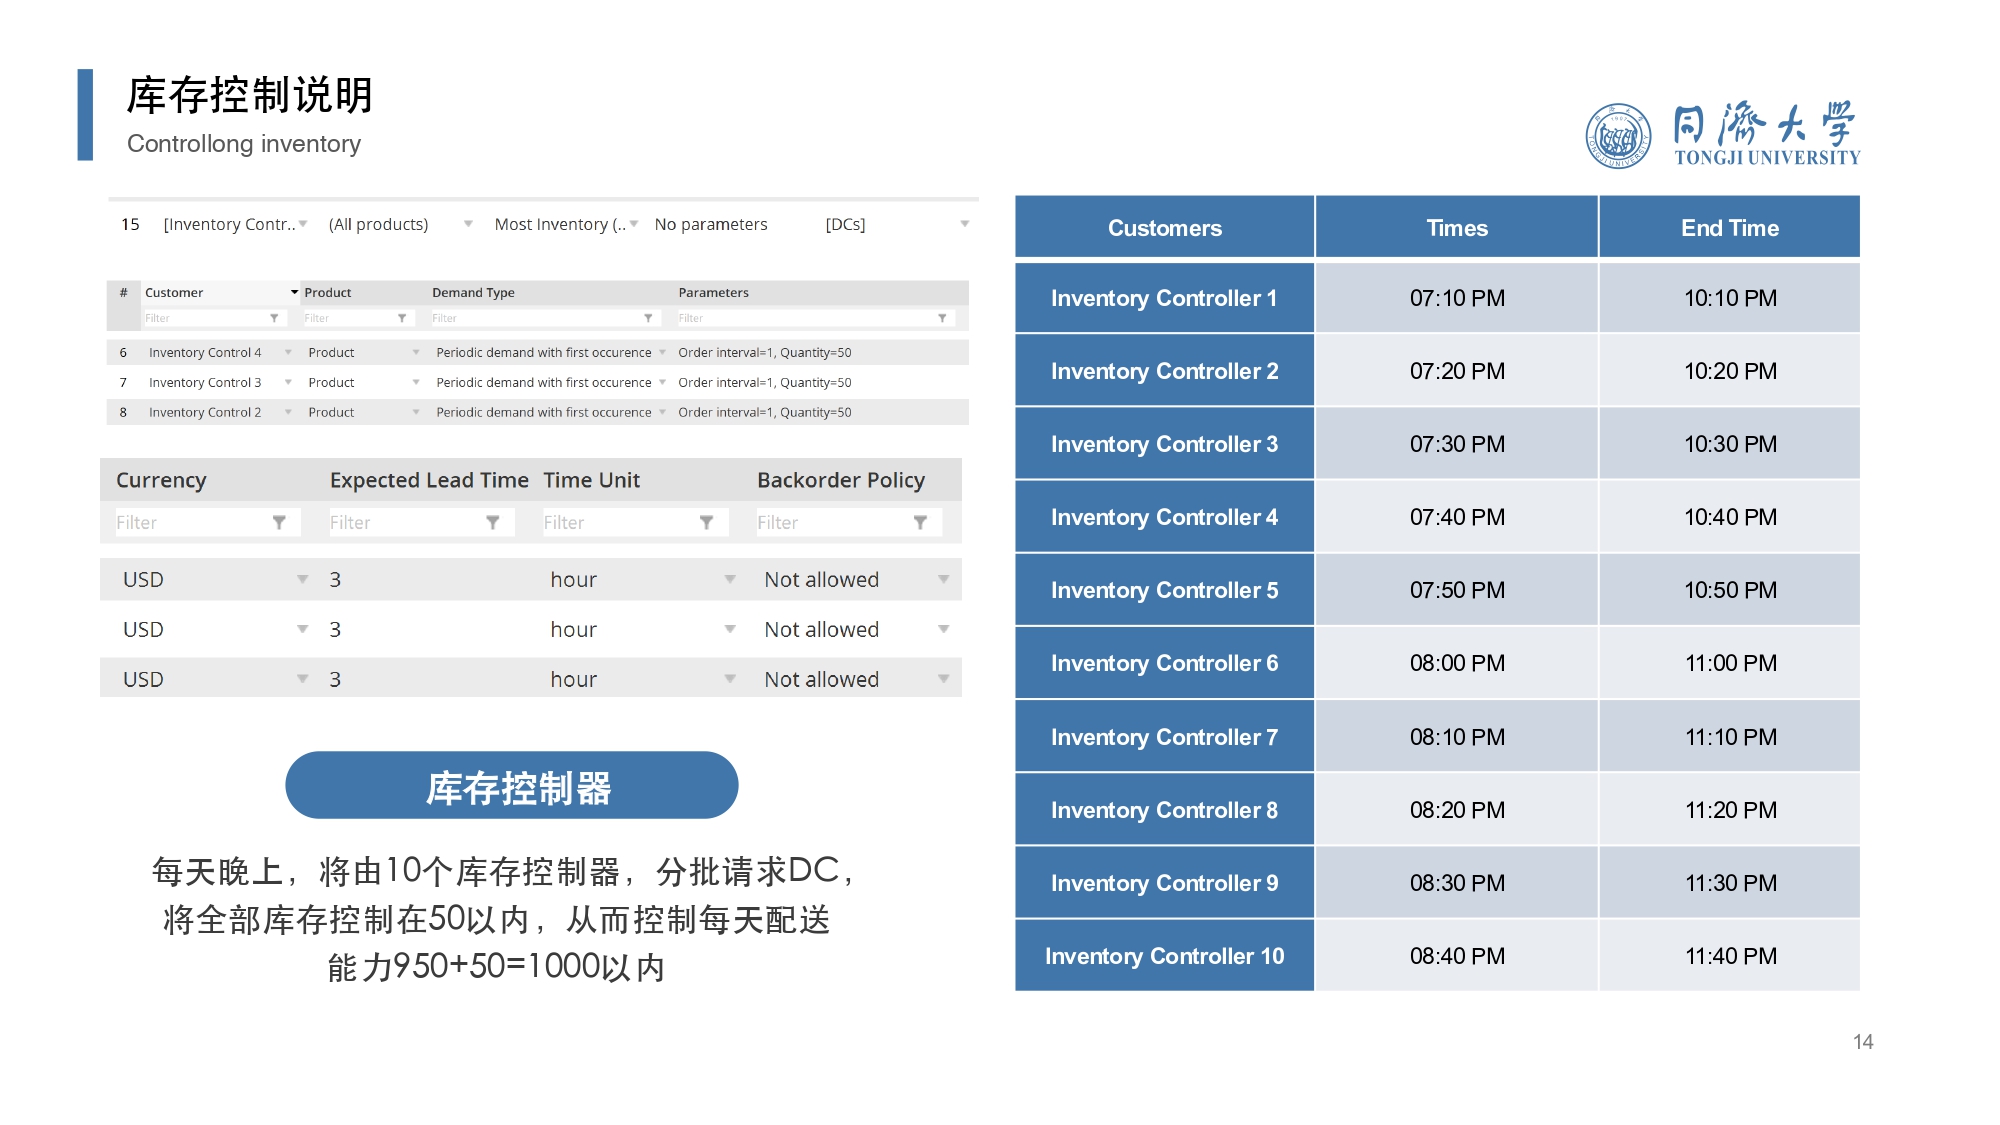 库存控制说明
Controllong inventory
同濟大学
TONGJI UNIVERSITY
15 [Inventory Contr.. (All products) Most Inventory (.. No parameters [DCs]
# Customer Product Demand Type Parameters
Filter Filter Filter Filter
6 Inventory Control 4 Product Periodic demand with first occurence Order interval=1, Quantity=50
7 Inventory Control 3 Product Periodic demand with first occurence Order interval=1, Quantity=50
8 Inventory Control 2 Product Periodic demand with first occurence Order interval=1, Quantity=50
Currency Expected Lead Time Time Unit Backorder Policy
Filter Filter Filter Filter
USD 3 hour Not allowed
USD 3 hour Not allowed
USD 3 hour Not allowed
库存控制器
每天晚上，将由10个库存控制器，分批请求DC，
将全部库存控制在50以内，从而控制每天配送
能力950+50=1000以内
Customers Times End Time
Inventory Controller 1 07:10 PM 10:10 PM
Inventory Controller 2 07:20 PM 10:20 PM
Inventory Controller 3 07:30 PM 10:30 PM
Inventory Controller 4 07:40 PM 10:40 PM
Inventory Controller 5 07:50 PM 10:50 PM
Inventory Controller 6 08:00 PM 11:00 PM
Inventory Controller 7 08:10 PM 11:10 PM
Inventory Controller 8 08:20 PM 11:20 PM
Inventory Controller 9 08:30 PM 11:30 PM
Inventory Controller 10 08:40 PM 11:40 PM
14